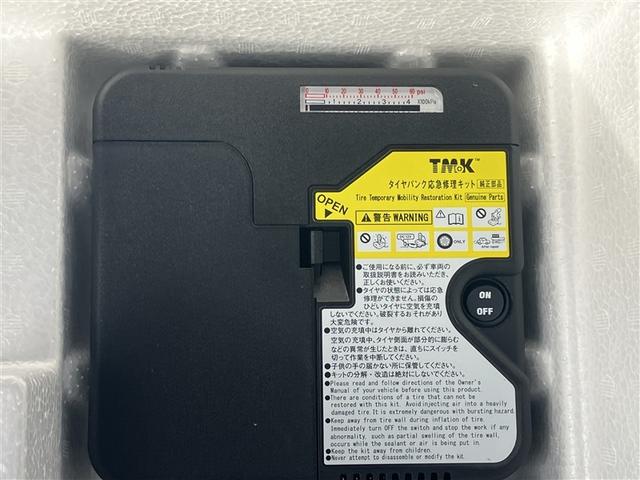 0 10 20 30 40 50 60 psi
1 2 3 4 X100kPa
TMK™
タイヤパンク応急修理キット 純正部品
Tire Temporary Mobility Restoration Kit Genuine Parts
OPEN
警告 WARNING
DC12V
ONLY
After repair
●ご使用になる前に、必ず車両の
取扱説明書をお読みいただき、
正しくお使いください。
●タイヤの状態によっては応急
修理ができません。損傷の
ひどいタイヤに空気を充填
しないでください。破裂するおそれがあり
大変危険です。
●空気の充填中はタイヤから離れてください。
空気の充填中、タイヤ側面が部分的に膨らむ
などの異常が生じたときは、直ちにスイッチを
切って作業を中断してください。
●子供の手の届かない所に保管してください。
●キットの分解・改造は絶対にしないでください。
●Please read and follow directions of the Owner's
Manual of your vehicle before using this product.
●There are conditions of a tire that can not be
restored with this kit. Avoid injecting air into a heavily
damaged tire. It is extremely dangerous with bursting hazard.
●Keep away from tire wall during inflation of tire.
Immediately turn OFF the switch and stop the work if any
abnormality, such as partial swelling of the tire wall,
occurs while the sealant or air is being put in.
●Keep the kit away from children.
●Never attempt to disassemble or modify the kit.
ON
OFF